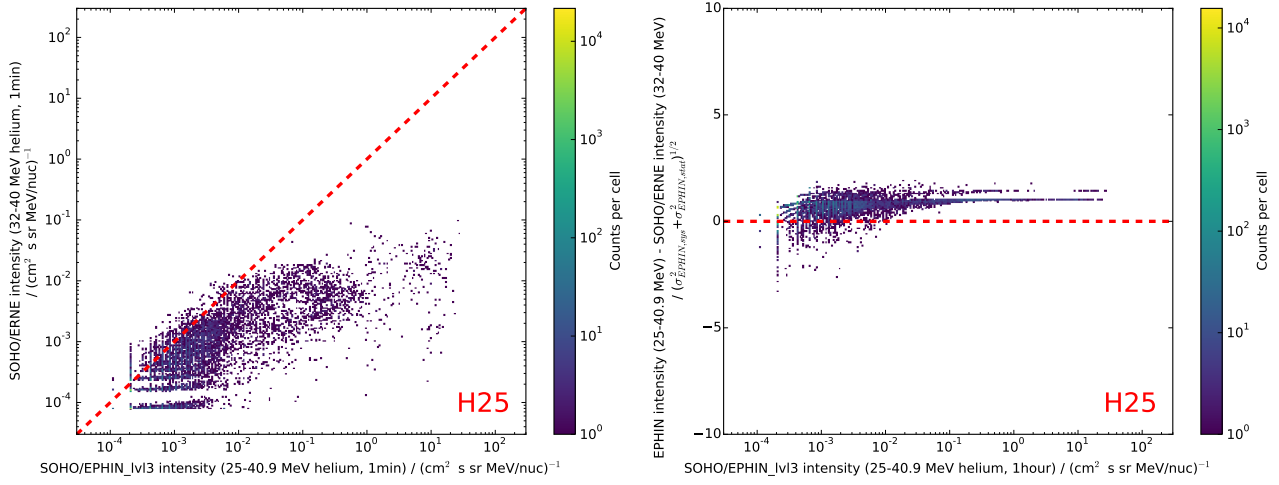 SOHO/ERNE intensity (32-40 MeV helium, 1min)
/ (cm² s sr MeV/nuc)⁻¹
10²
10¹
10⁰
10⁻¹
10⁻²
10⁻³
10⁻⁴
10⁻⁴ 10⁻³ 10⁻² 10⁻¹ 10⁰ 10¹ 10²
SOHO/EPHIN_lvl3 intensity (25-40.9 MeV helium, 1min) / (cm² s sr MeV/nuc)⁻¹
H25
10⁴
10³
10²
10¹
10⁰
Counts per cell
EPHIN intensity (25-40.9 MeV) - SOHO/ERNE intensity (32-40 MeV)
/ (σ²_{EPHIN,sys}+σ²_{EPHIN,stat})^{1/2}
10
5
0
−5
−10
10⁻⁴ 10⁻³ 10⁻² 10⁻¹ 10⁰ 10¹ 10²
SOHO/EPHIN_lvl3 intensity (25-40.9 MeV helium, 1hour) / (cm² s sr MeV/nuc)⁻¹
H25
10⁴
10³
10²
10¹
10⁰
Counts per cell